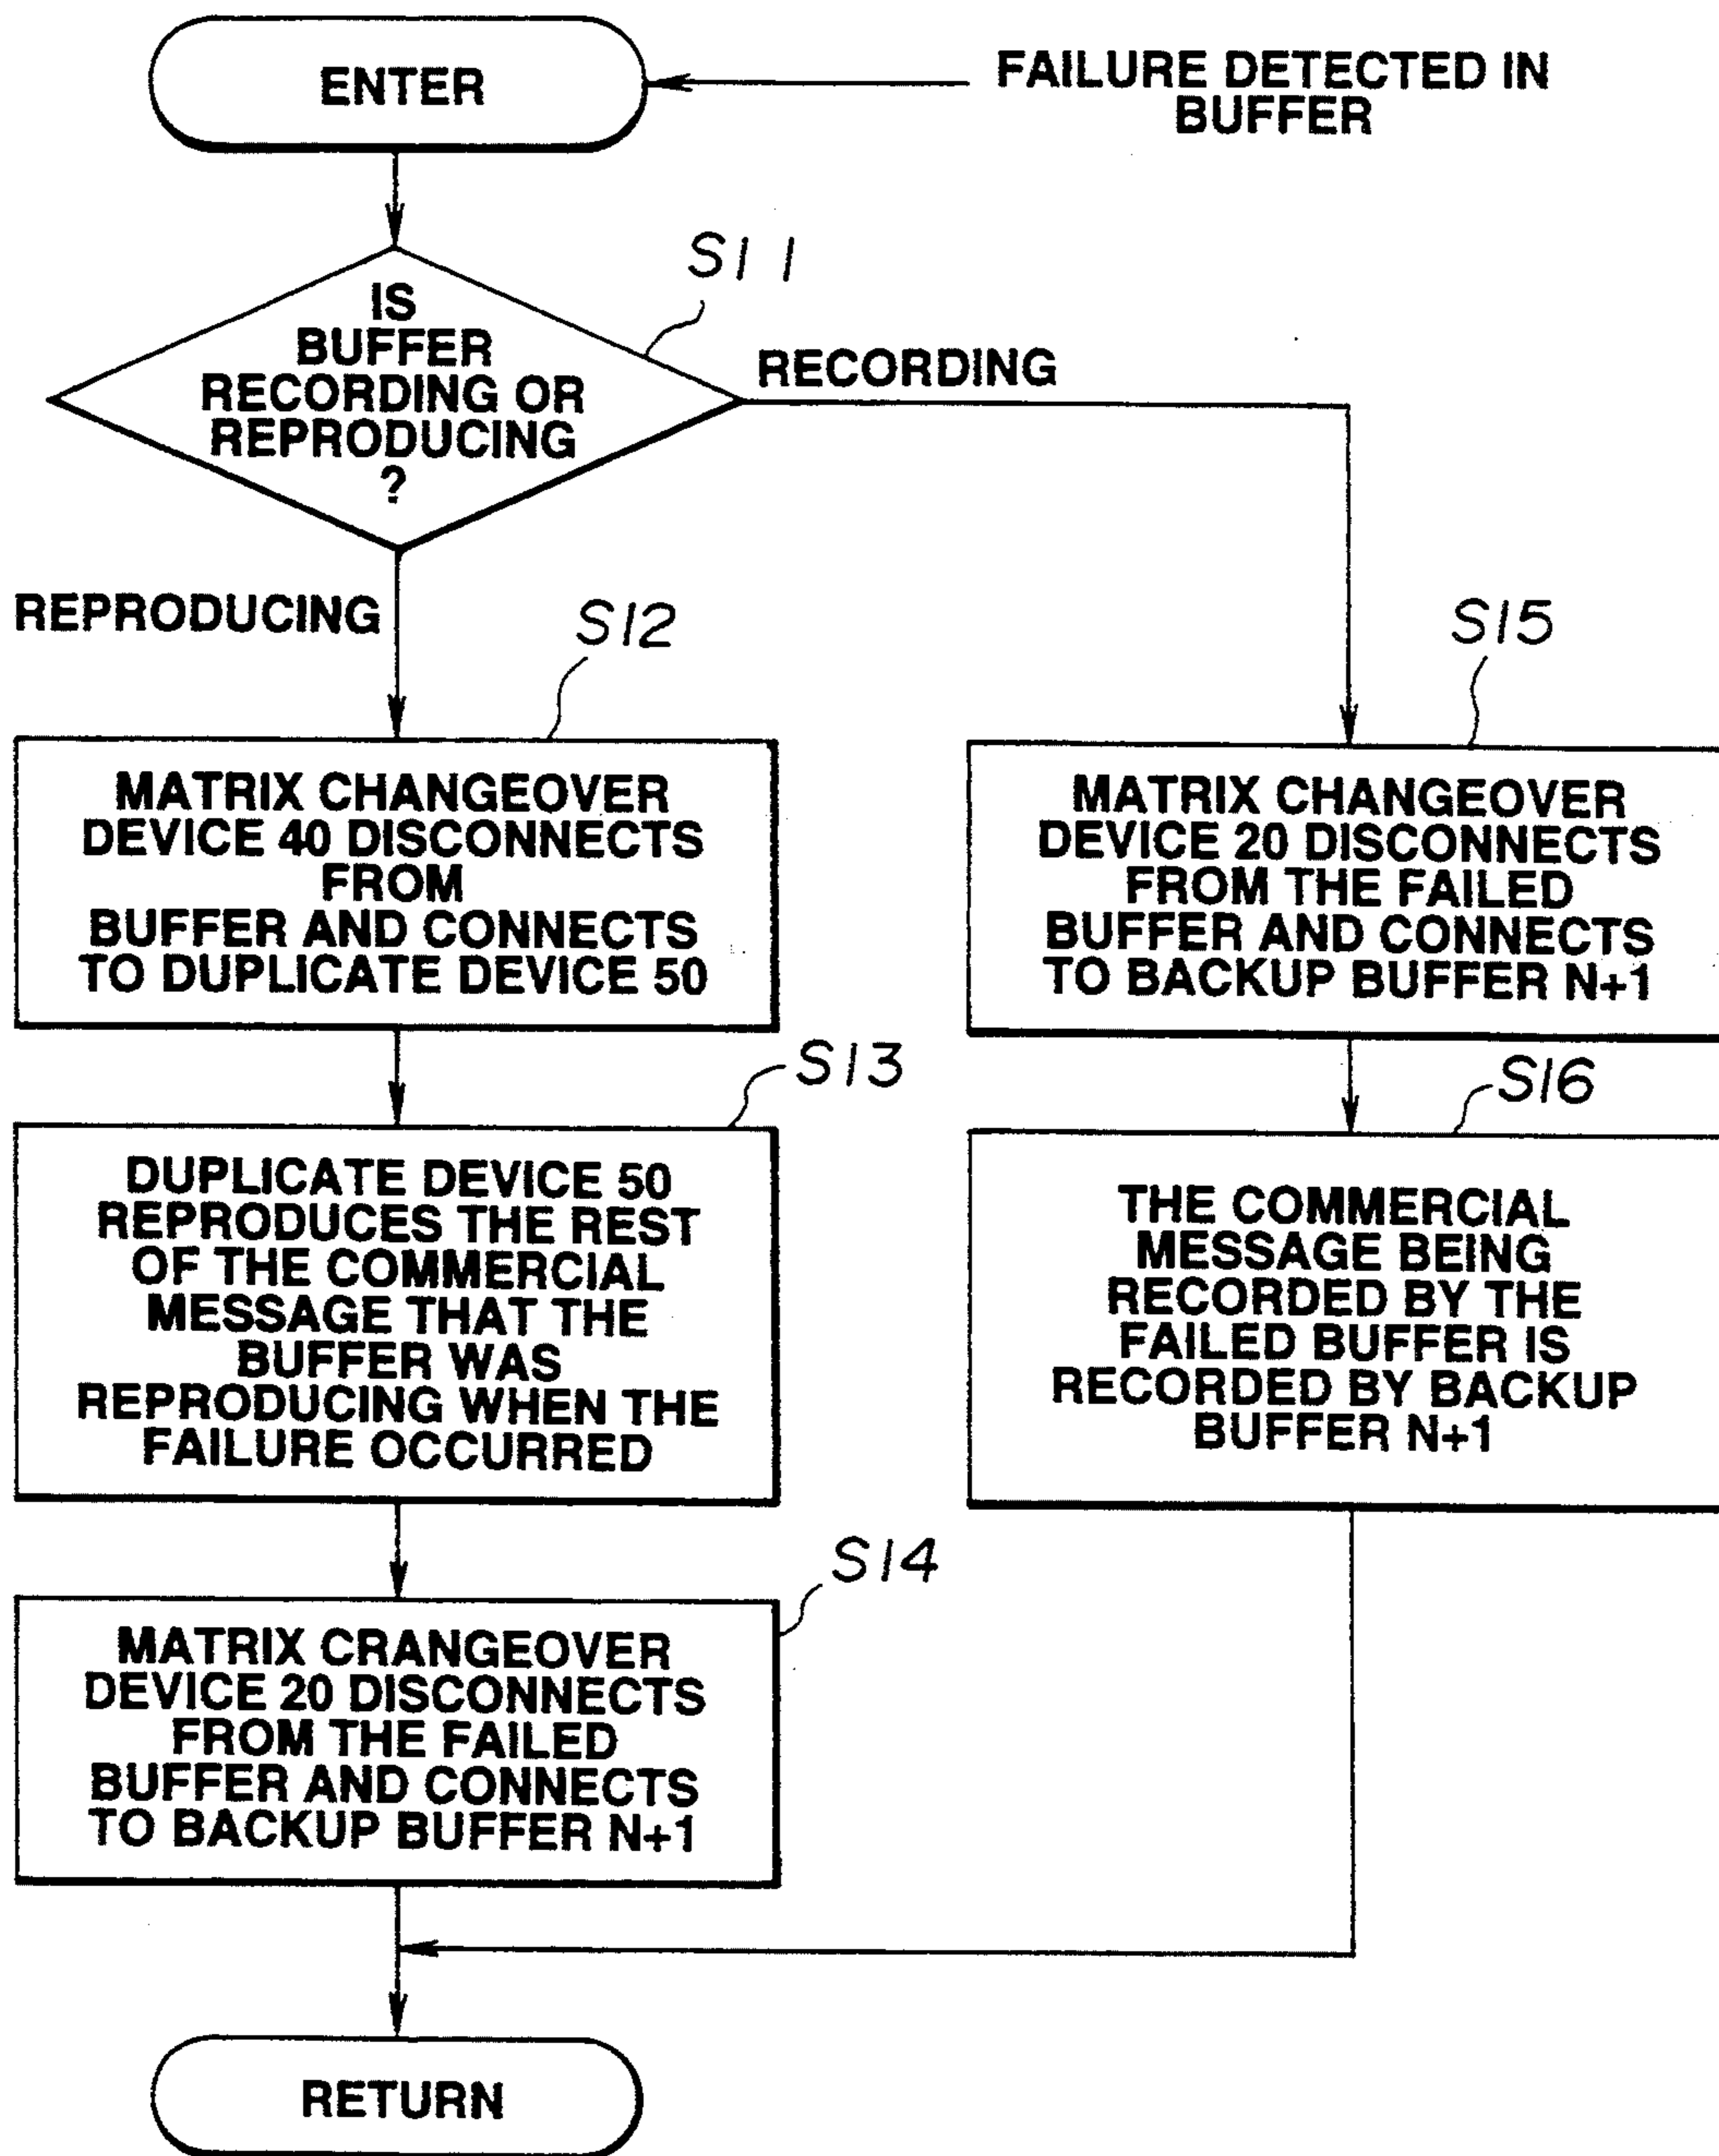 ENTER
FAILURE DETECTED IN
BUFFER
S11
IS
BUFFER
RECORDING OR
REPRODUCING
?
RECORDING
REPRODUCING
S12
MATRIX CHANGEOVER
DEVICE 40 DISCONNECTS
FROM
BUFFER AND CONNECTS
TO DUPLICATE DEVICE 50
S15
MATRIX CHANGEOVER
DEVICE 20 DISCONNECTS
FROM THE FAILED
BUFFER AND CONNECTS
TO BACKUP BUFFER N+1
S13
DUPLICATE DEVICE 50
REPRODUCES THE REST
OF THE COMMERCIAL
MESSAGE THAT THE
BUFFER WAS
REPRODUCING WHEN THE
FAILURE OCCURRED
S16
THE COMMERCIAL
MESSAGE BEING
RECORDED BY THE
FAILED BUFFER IS
RECORDED BY BACKUP
BUFFER N+1
S14
MATRIX CRANGEOVER
DEVICE 20 DISCONNECTS
FROM THE FAILED
BUFFER AND CONNECTS
TO BACKUP BUFFER N+1
RETURN